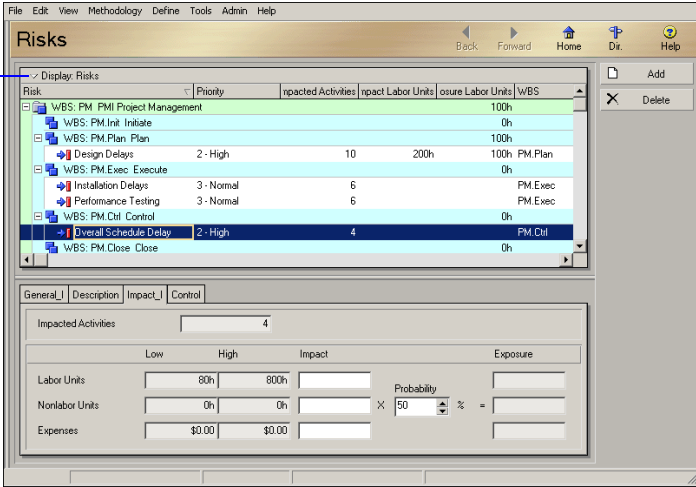 File Edit View Methodology Define Tools Admin Help
Risks
Back Forward Home Dir. Help
Display: Risks
Risk Priority npacted Activities npact Labor Units osure Labor Units WBS
WBS: PM PMI Project Management 100h
WBS: PM.Init Initiate 0h
WBS: PM.Plan Plan 100h
Design Delays 2 - High 10 200h 100h PM.Plan
WBS: PM.Exec Execute 0h
Installation Delays 3 - Normal 6 PM.Exec
Performance Testing 3 - Normal 6 PM.Exec
WBS: PM.Ctrl Control 0h
Overall Schedule Delay 2 - High 4 PM.Ctrl
WBS: PM.Close Close 0h
Add
Delete
General_I Description Impact_I Control
Impacted Activities 4
Low High Impact Exposure
Labor Units 80h 800h
Probability
Nonlabor Units 0h 0h X 50 % =
Expenses $0.00 $0.00